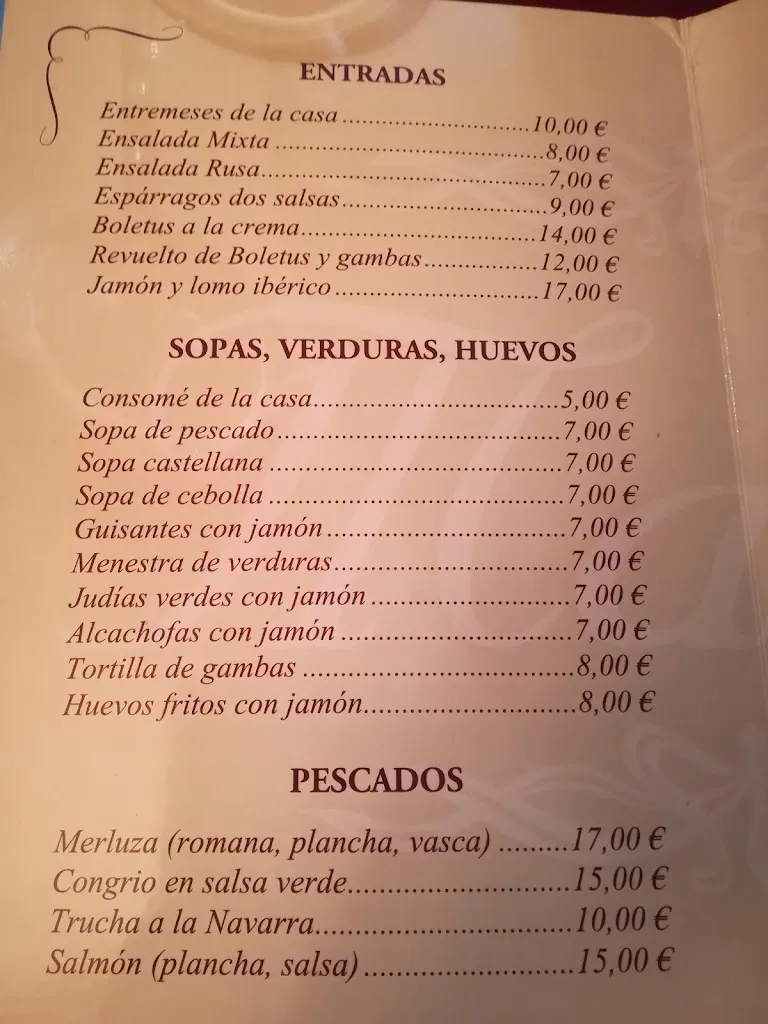 ENTRADAS
Entremeses de la casa..........................10,00 €
Ensalada Mixta ......................................8,00 €
Ensalada Rusa........................................7,00 €
Espárragos dos salsas.............................9,00 €
Boletus a la crema.................................14,00 €
Revuelto de Boletus y gambas................12,00 €
Jamón y lomo ibérico.............................17,00 €
SOPAS, VERDURAS, HUEVOS
Consomé de la casa..................................5,00 €
Sopa de pescado.......................................7,00 €
Sopa castellana ........................................7,00 €
Sopa de cebolla ........................................7,00 €
Guisantes con jamón.................................7,00 €
Menestra de verduras................................7,00 €
Judías verdes con jamón...........................7,00 €
Alcachofas con jamón ..............................7,00 €
Tortilla de gambas ...................................8,00 €
Huevos fritos con jamón............................8,00 €
PESCADOS
Merluza (romana, plancha, vasca) .........17,00 €
Congrio en salsa verde............................15,00 €
Trucha a la Navarra................................10,00 €
Salmón (plancha, salsa)..........................15,00 €